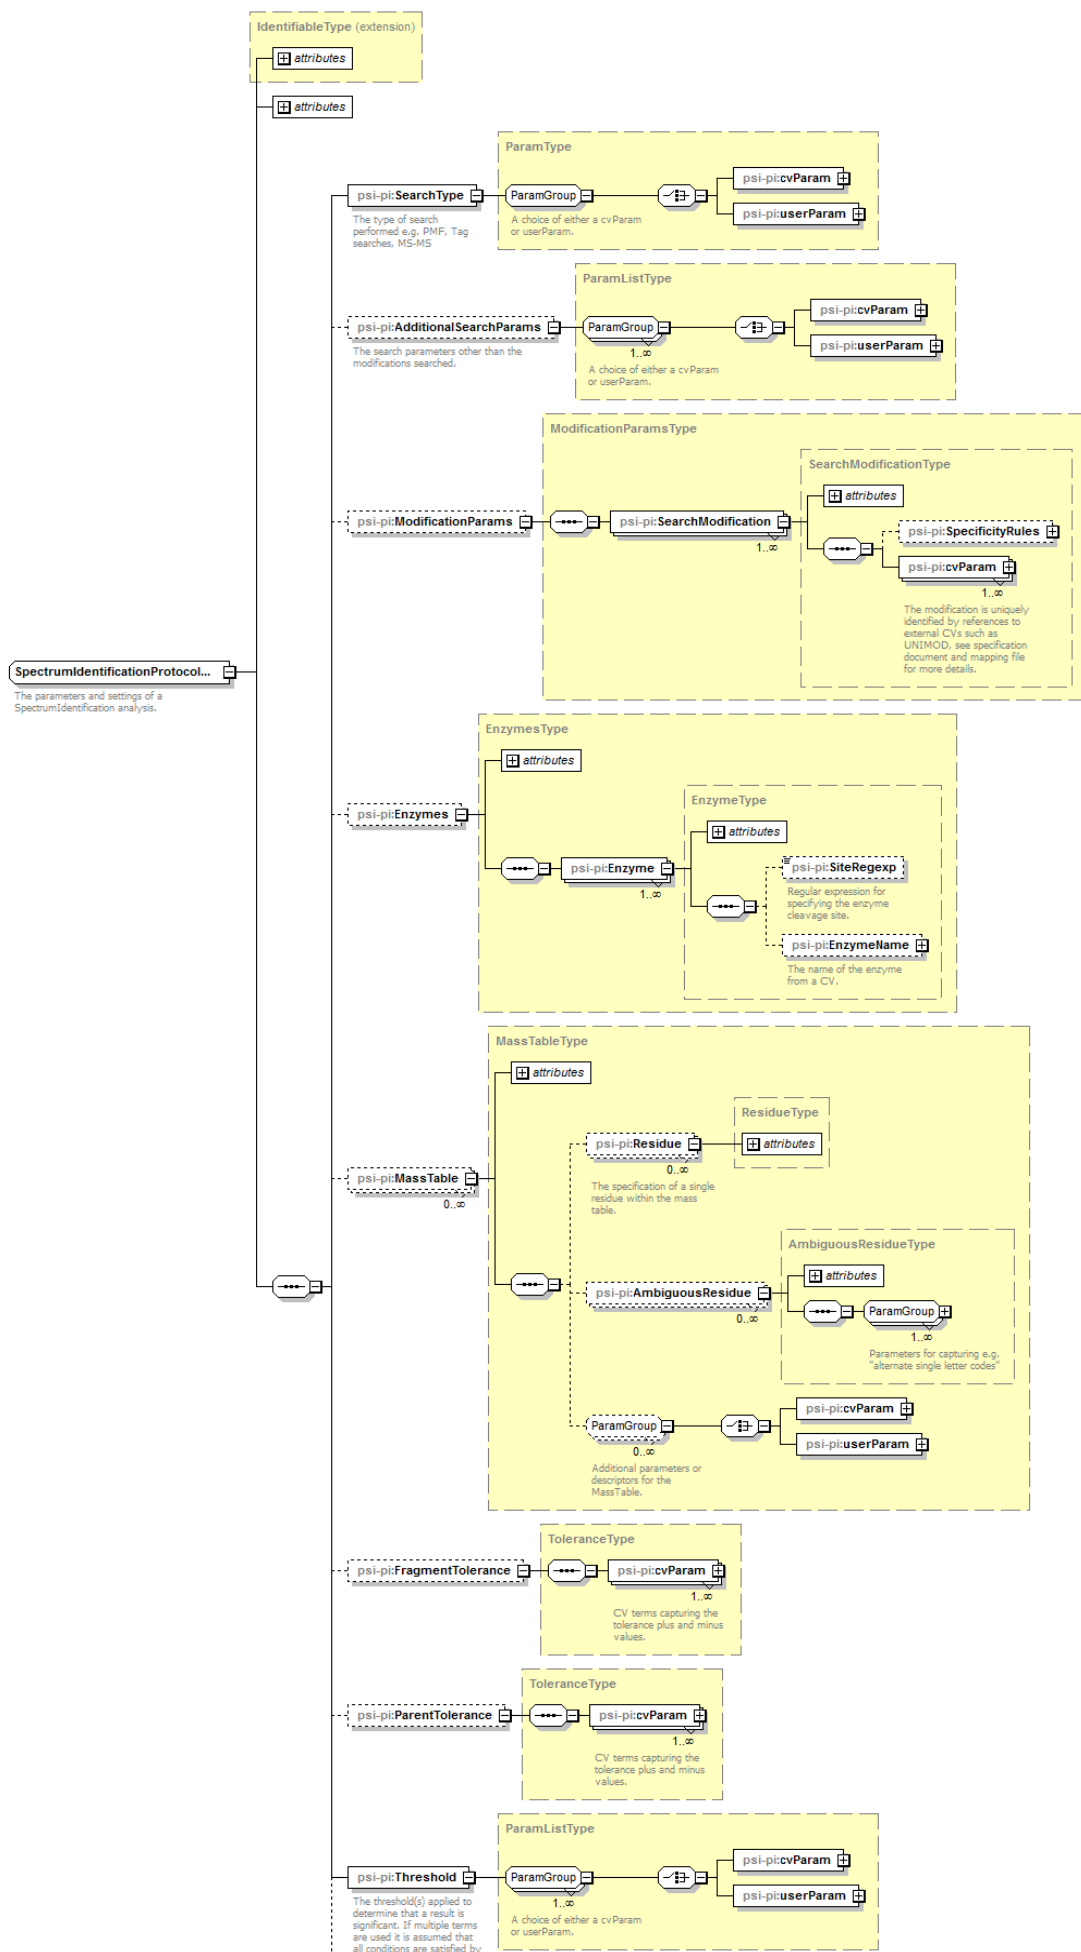 IdentifiableType (extension)
attributes
attributes
ParamType
psi-pi:SearchType
The type of search
performed e.g. PMF, Tag
searches, MS-MS
ParamGroup
A choice of either a cvParam
or userParam.
psi-pi:cvParam
psi-pi:userParam
ParamListType
psi-pi:AdditionalSearchParams
The search parameters other than the
modifications searched.
ParamGroup
1..∞
A choice of either a cvParam
or userParam.
psi-pi:cvParam
psi-pi:userParam
ModificationParamsType
psi-pi:ModificationParams
psi-pi:SearchModification
1..∞
SearchModificationType
attributes
psi-pi:SpecificityRules
psi-pi:cvParam
1..∞
The modification is uniquely
identified by references to
external CVs such as
UNIMOD, see specification
document and mapping file
for more details.
SpectrumIdentificationProtocol...
The parameters and settings of a
SpectrumIdentification analysis.
EnzymesType
attributes
psi-pi:Enzymes
psi-pi:Enzyme
1..∞
EnzymeType
attributes
psi-pi:SiteRegexp
Regular expression for
specifying the enzyme
cleavage site.
psi-pi:EnzymeName
The name of the enzyme
from a CV.
MassTableType
attributes
psi-pi:MassTable
0..∞
psi-pi:Residue
0..∞
The specification of a single
residue within the mass
table.
ResidueType
attributes
psi-pi:AmbiguousResidue
0..∞
AmbiguousResidueType
attributes
ParamGroup
1..∞
Parameters for capturing e.g.
"alternate single letter codes"
ParamGroup
0..∞
Additional parameters or
descriptors for the
MassTable.
psi-pi:cvParam
psi-pi:userParam
ToleranceType
psi-pi:FragmentTolerance
psi-pi:cvParam
1..∞
CV terms capturing the
tolerance plus and minus
values.
ToleranceType
psi-pi:ParentTolerance
psi-pi:cvParam
1..∞
CV terms capturing the
tolerance plus and minus
values.
ParamListType
psi-pi:Threshold
The threshold(s) applied to
determine that a result is
significant. If multiple terms
are used it is assumed that
all conditions are satisfied by
ParamGroup
1..∞
A choice of either a cvParam
or userParam.
psi-pi:cvParam
psi-pi:userParam